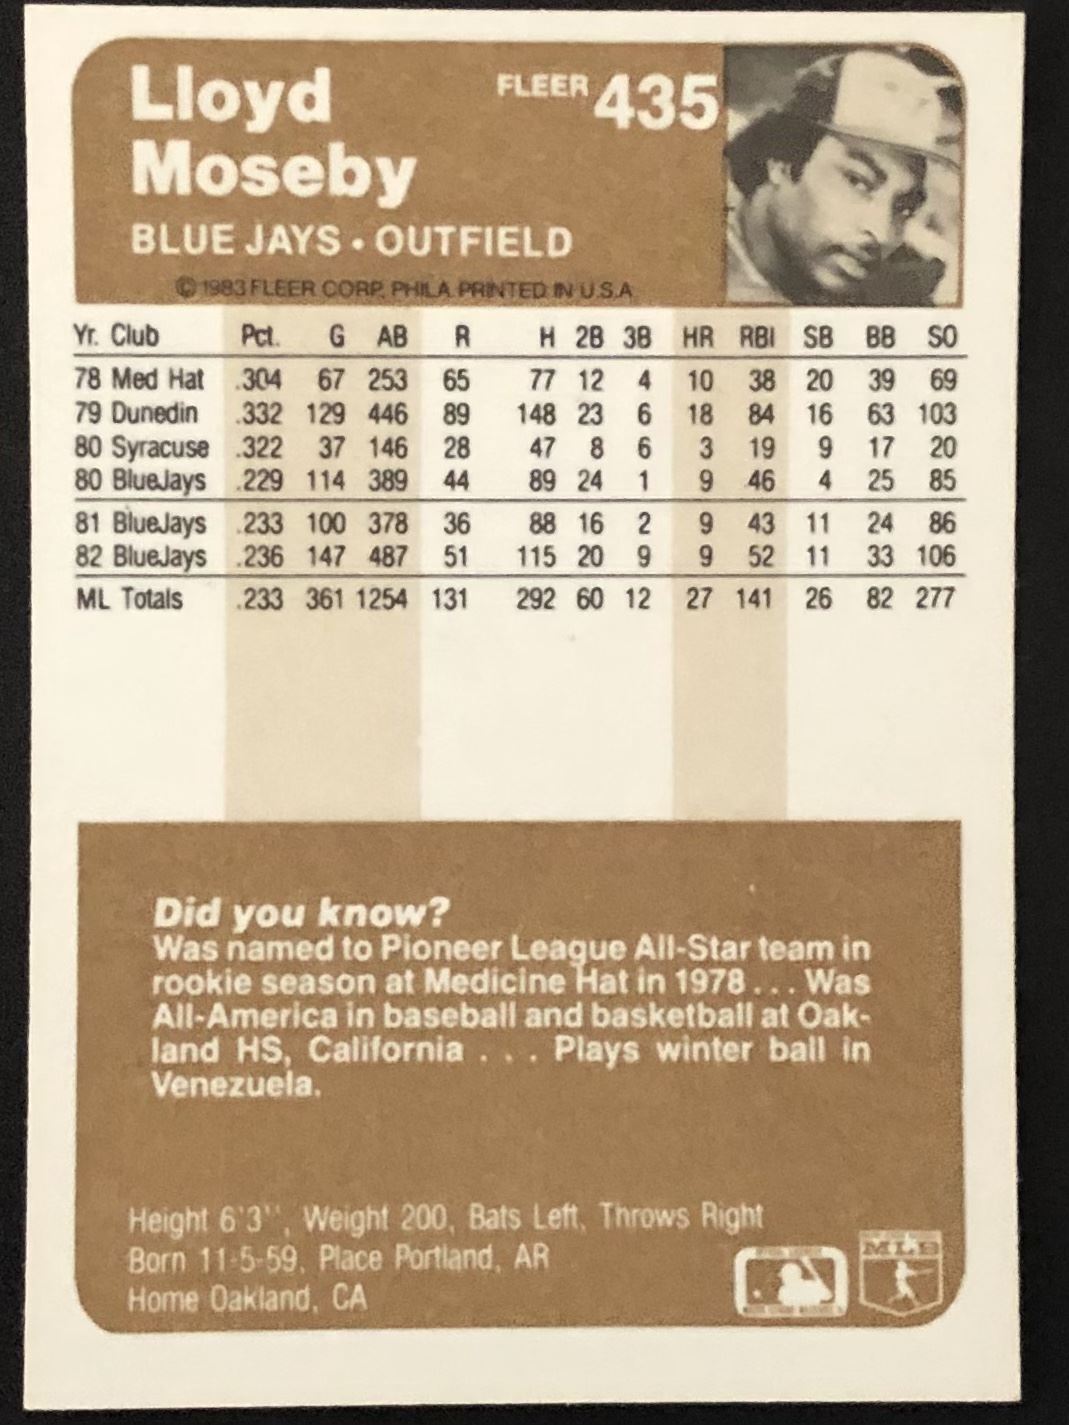 Lloyd
Moseby
FLEER 435
BLUE JAYS • OUTFIELD
© 1983 FLEER CORP. PHILA. PRINTED IN U.S.A
Yr. Club Pct. G AB R H 2B 3B HR RBI SB BB SO
78 Med Hat .304 67 253 65 77 12 4 10 38 20 39 69
79 Dunedin .332 129 446 89 148 23 6 18 84 16 63 103
80 Syracuse .322 37 146 28 47 8 6 3 19 9 17 20
80 BlueJays .229 114 389 44 89 24 1 9 46 4 25 85
81 BlueJays .233 100 378 36 88 16 2 9 43 11 24 86
82 BlueJays .236 147 487 51 115 20 9 9 52 11 33 106
ML Totals .233 361 1254 131 292 60 12 27 141 26 82 277
Did you know?
Was named to Pioneer League All-Star team in
rookie season at Medicine Hat in 1978 . . . Was
All-America in baseball and basketball at Oak-
land HS, California . . . Plays winter ball in
Venezuela.
Height 6'3'', Weight 200, Bats Left, Throws Right
Born 11-5-59, Place Portland, AR
Home Oakland, CA
MLB